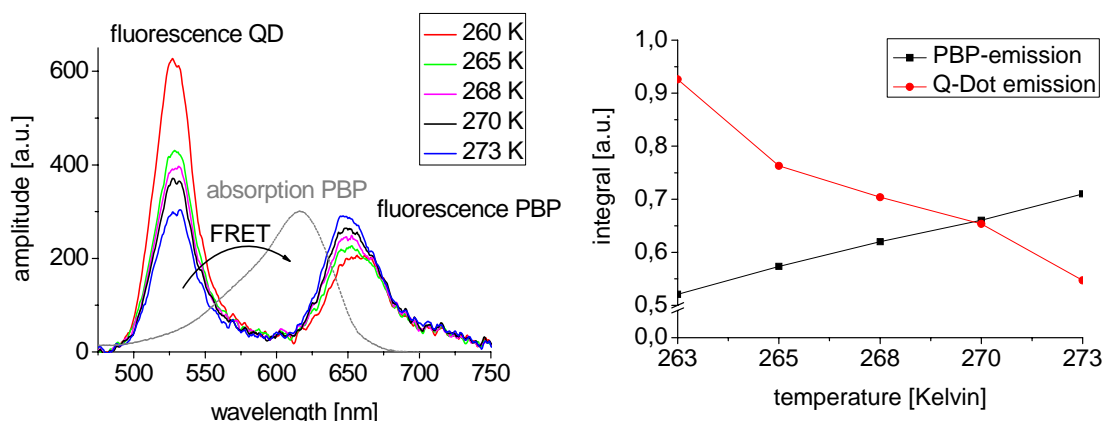 fluorescence QD
260 K
265 K
268 K
270 K
273 K
absorption PBP
fluorescence PBP
FRET
amplitude [a.u.]
600
400
200
0
500
550
600
650
700
750
wavelength [nm]
PBP-emission
Q-Dot emission
integral [a.u.]
1,0
0,9
0,8
0,7
0,6
0,5
0,0
263
265
268
270
273
temperature [Kelvin]